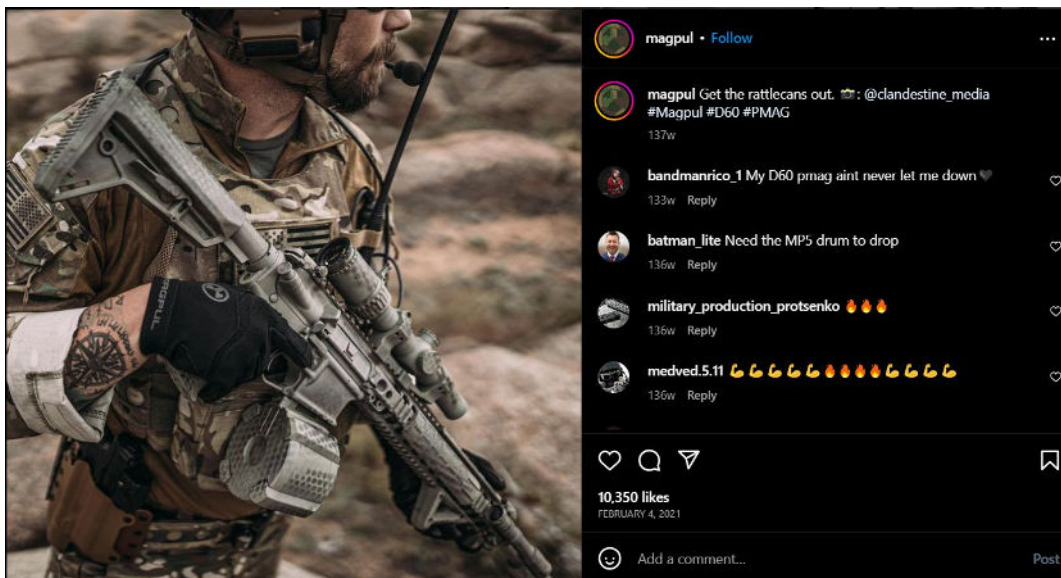 MAGPUL
magpul • Follow
magpul Get the rattlecans out. 📸: @clandestine_media
#Magpul #D60 #PMAG
137w
bandmanrico_1 My D60 pmag aint never let me down🖤
133w Reply
batman_lite Need the MP5 drum to drop
136w Reply
military_production_protsenko 🔥🔥🔥
136w Reply
medved.5.11 💪💪💪💪💪🔥🔥🔥🔥💪💪💪💪
136w Reply
10,350 likes
FEBRUARY 4, 2021
Add a comment...
Post